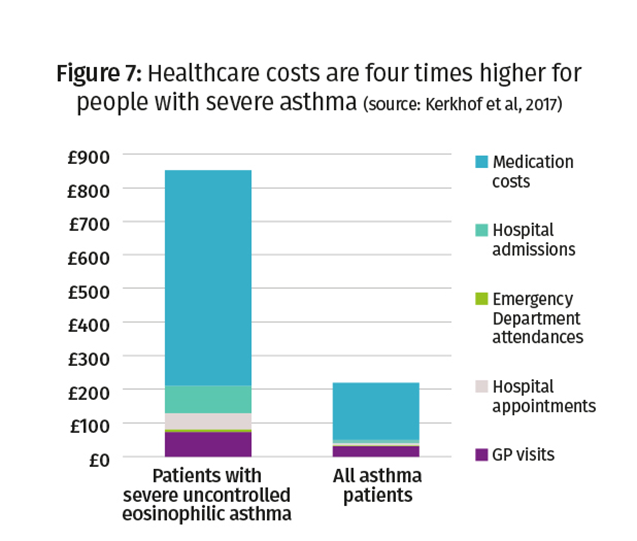 Figure 7: Healthcare costs are four times higher for
people with severe asthma (source: Kerkhof et al, 2017)
£900
£800
£700
£600
£500
£400
£300
£200
£100
£0
Patients with
severe uncontrolled
eosinophilic asthma
All asthma
patients
Medication
costs
Hospital
admissions
Emergency
Department
attendances
Hospital
appointments
GP visits